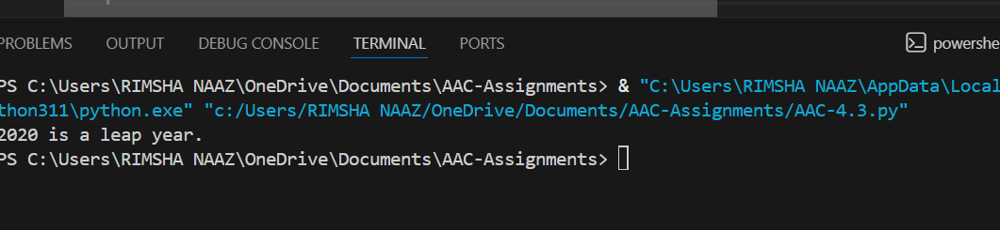 PROBLEMS OUTPUT DEBUG CONSOLE TERMINAL PORTS powershe
PS C:\Users\RIMSHA NAAZ\OneDrive\Documents\AAC-Assignments> & "C:\Users\RIMSHA NAAZ\AppData\Local
thon311\python.exe" "c:/Users/RIMSHA NAAZ/OneDrive/Documents/AAC-Assignments/AAC-4.3.py"
2020 is a leap year.
PS C:\Users\RIMSHA NAAZ\OneDrive\Documents\AAC-Assignments>